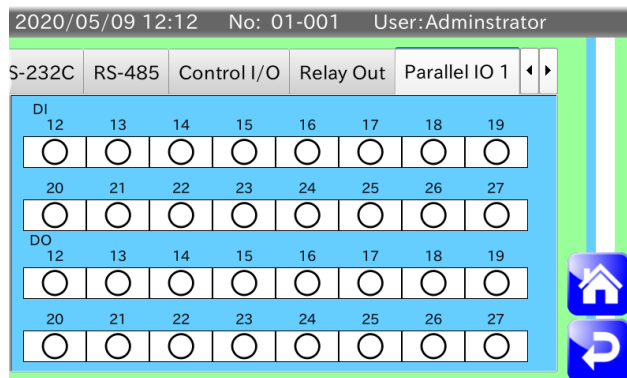 2020/05/09 12:12 No: 01-001 User:Adminstrator
S-232C RS-485 Control I/O Relay Out Parallel IO 1
DI
12 13 14 15 16 17 18 19
20 21 22 23 24 25 26 27
DO
12 13 14 15 16 17 18 19
20 21 22 23 24 25 26 27